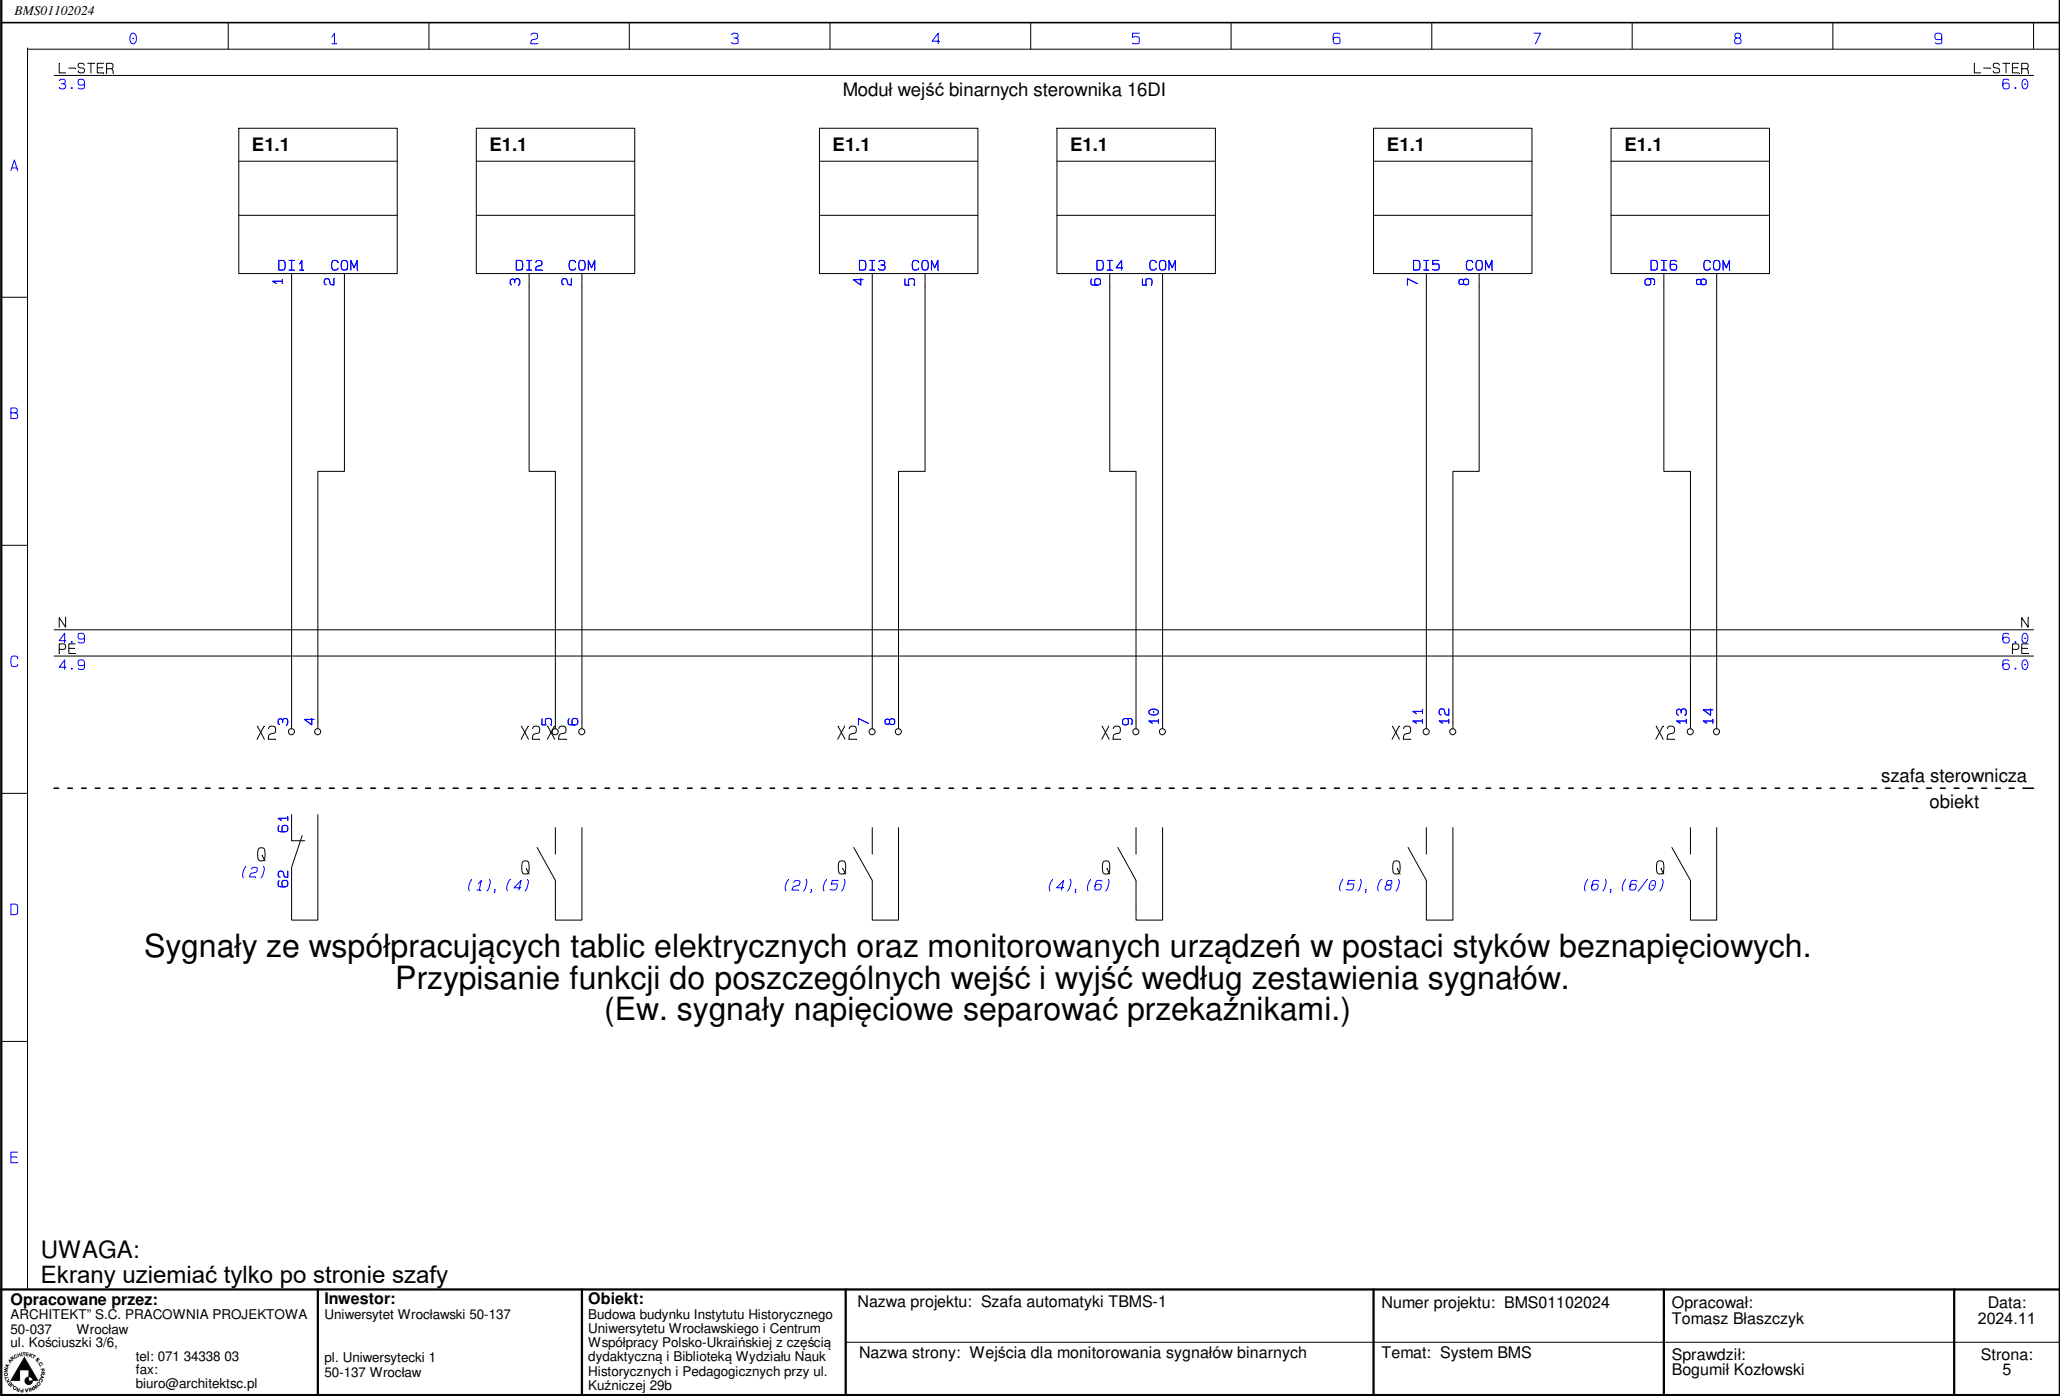 BMS01102024
0 1 2 3 4 5 6 7 8 9
L-STER L-STER
3.9 6.0
Moduł wejść binarnych sterownika 16DI
A
E1.1 E1.1 E1.1 E1.1 E1.1 E1.1
DI1 COM DI2 COM DI3 COM DI4 COM DI5 COM DI6 COM
1 2 3 2 4 5 6 5 7 8 9 8
B
N N
4.9 6.0
PE PE
4.9 6.0
C
X2 3 4 X2 5 X2 6 X2 7 8 X2 9 10 X2 11 12 X2 13 14
szafa sterownicza
obiekt
61
Q Q Q Q Q Q
(2) (1), (4) (2), (5) (4), (6) (5), (8) (6), (6/0)
62
D
Sygnały ze współpracujących tablic elektrycznych oraz monitorowanych urządzeń w postaci styków beznapięciowych.
Przypisanie funkcji do poszczególnych wejść i wyjść według zestawienia sygnałów.
(Ew. sygnały napięciowe separować przekaźnikami.)
E
UWAGA:
Ekrany uziemiać tylko po stronie szafy
Opracowane przez:
ARCHITEKT" S.C. PRACOWNIA PROJEKTOWA
50-037 Wrocław
ul. Kościuszki 3/6,
tel: 071 34338 03
fax:
biuro@architektsc.pl
Inwestor:
Uniwersytet Wrocławski 50-137
pl. Uniwersytecki 1
50-137 Wrocław
Obiekt:
Budowa budynku Instytutu Historycznego
Uniwersytetu Wrocławskiego i Centrum
Współpracy Polsko-Ukraińskiej z częścią
dydaktyczną i Biblioteką Wydziału Nauk
Historycznych i Pedagogicznych przy ul.
Kuźniczej 29b
Nazwa projektu: Szafa automatyki TBMS-1
Nazwa strony: Wejścia dla monitorowania sygnałów binarnych
Numer projektu: BMS01102024
Temat: System BMS
Opracował:
Tomasz Błaszczyk
Sprawdził:
Bogumił Kozłowski
Data:
2024.11
Strona:
5